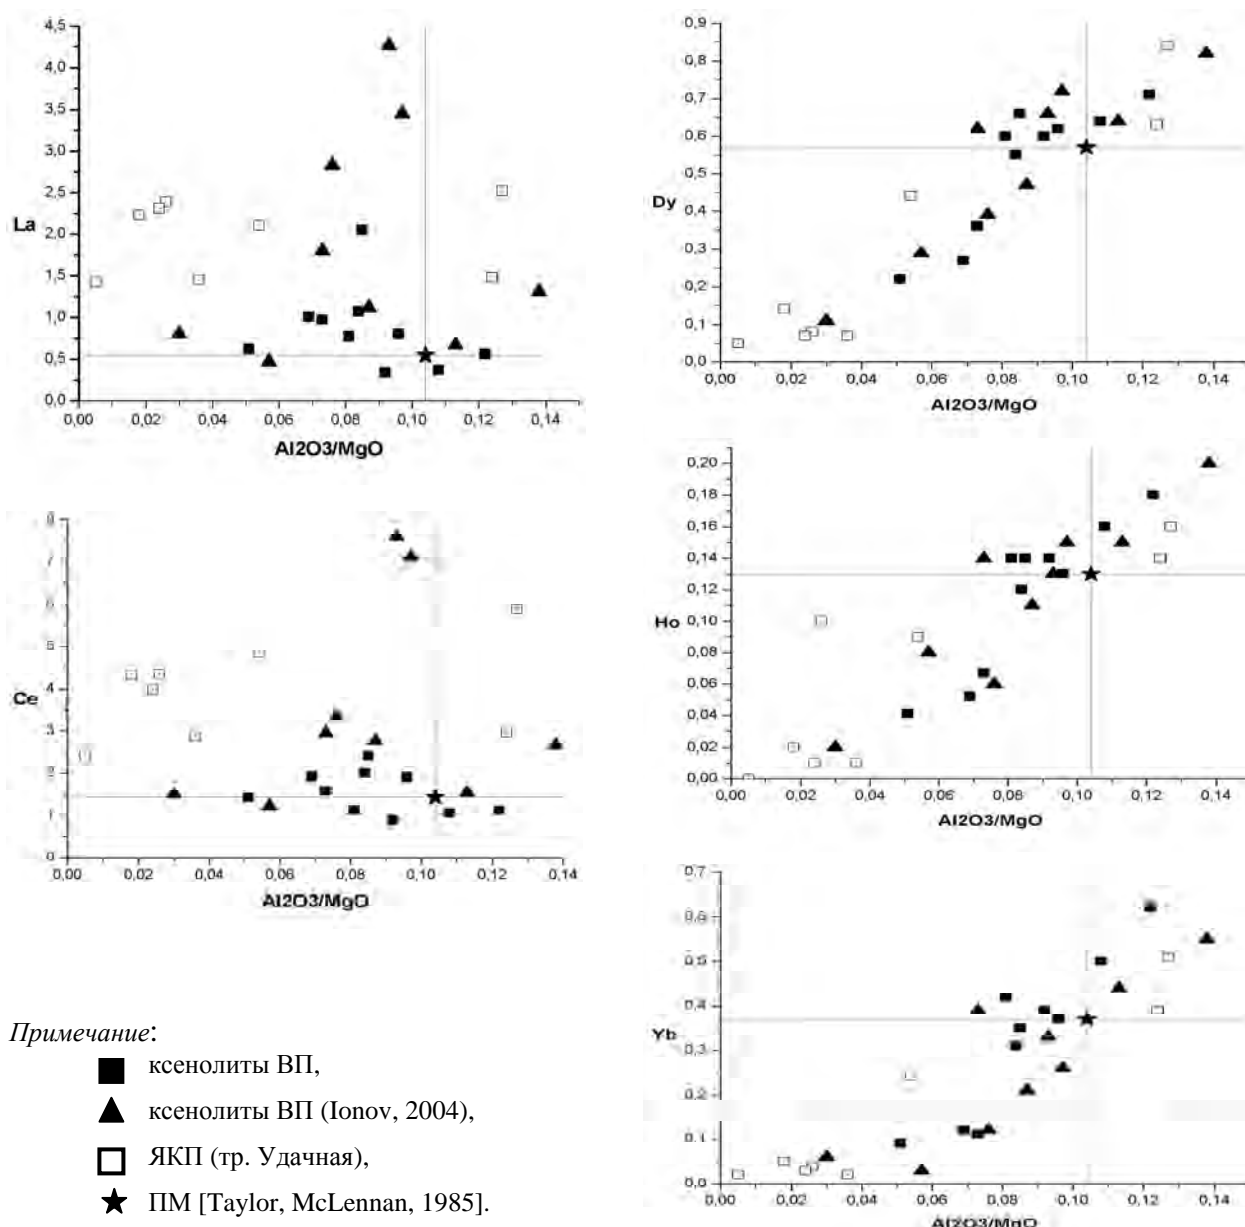 4,5
4,0
3,5
3,0
2,5
La
2,0
1,5
1,0
0,5
0,0
0,00 0,02 0,04 0,06 0,08 0,10 0,12 0,14
Al2O3/MgO
8
7
6
5
4
Ce
3
2
1
0
0,00 0,02 0,04 0,06 0,08 0,10 0,12 0,14
Al2O3/MgO
Примечание:
ксенолиты ВП,
ксенолиты ВП (Ionov, 2004),
ЯКП (тр. Удачная),
ПМ [Taylor, McLennan, 1985].
0,9
0,8
0,7
0,6
0,5
Dy
0,4
0,3
0,2
0,1
0,0
0,00 0,02 0,04 0,06 0,08 0,10 0,12 0,14
Al2O3/MgO
0,20
0,18
0,16
0,14
0,12
0,10
Ho
0,08
0,06
0,04
0,02
0,00
0,00 0,02 0,04 0,06 0,08 0,10 0,12 0,14
Al2O3/MgO
0,7
0,6
0,5
0,4
Yb
0,3
0,2
0,1
0,0
0,00 0,02 0,04 0,06 0,08 0,10 0,12 0,14
Al2O3/MgO